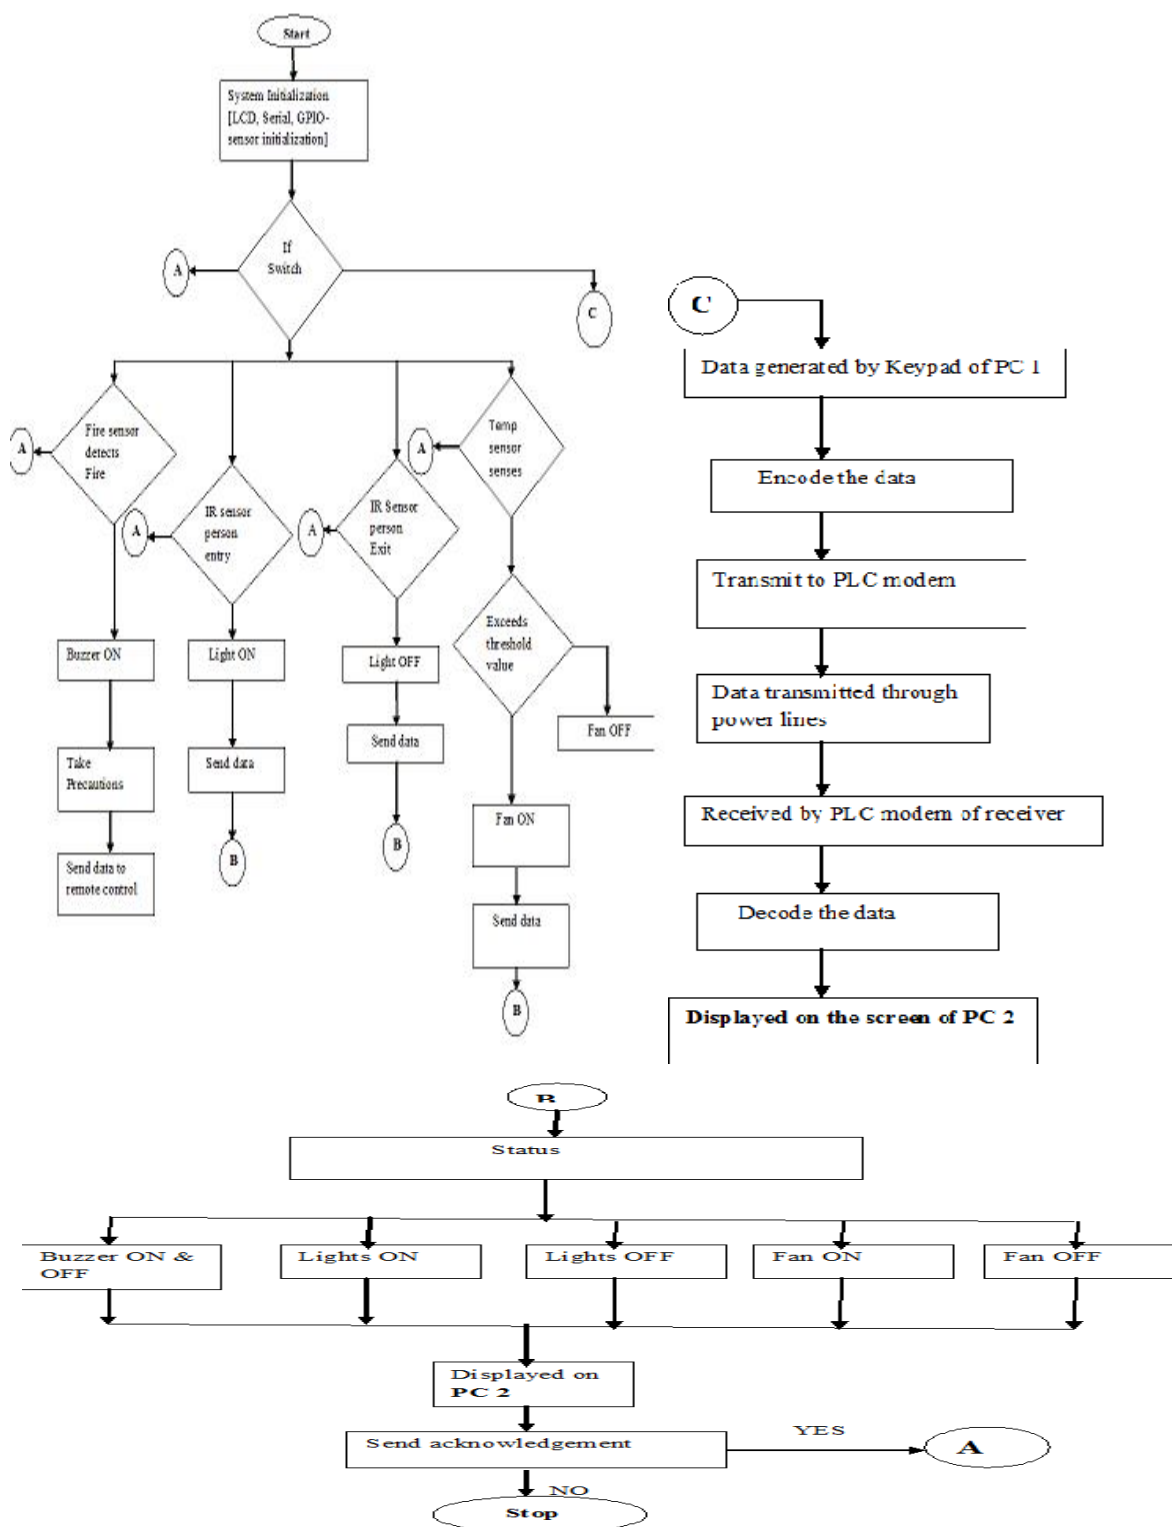 Start
System Initialization
[LCD, Serial, GPIO-
sensor initialization]
If
Switch
A
C
Fire sensor
detects
Fire
A
IR sensor
person
entry
A
IR Sensor
person
Exit
A
Temp
sensor
senses
A
Exceeds
threshold
value
Buzzer ON
Light ON
Light OFF
Fan OFF
Take
Precautions
Send data
Send data
Fan ON
Send data to
remote control
B
B
Send data
B
C
Data generated by Keypad of PC 1
Encode the data
Transmit to PLC modem
Data transmitted through
power lines
Received by PLC modem of receiver
Decode the data
Displayed on the screen of PC 2
B
Status
Buzzer ON &
OFF
Lights ON
Lights OFF
Fan ON
Fan OFF
Displayed on
PC 2
Send acknowledgement
YES
A
NO
Stop